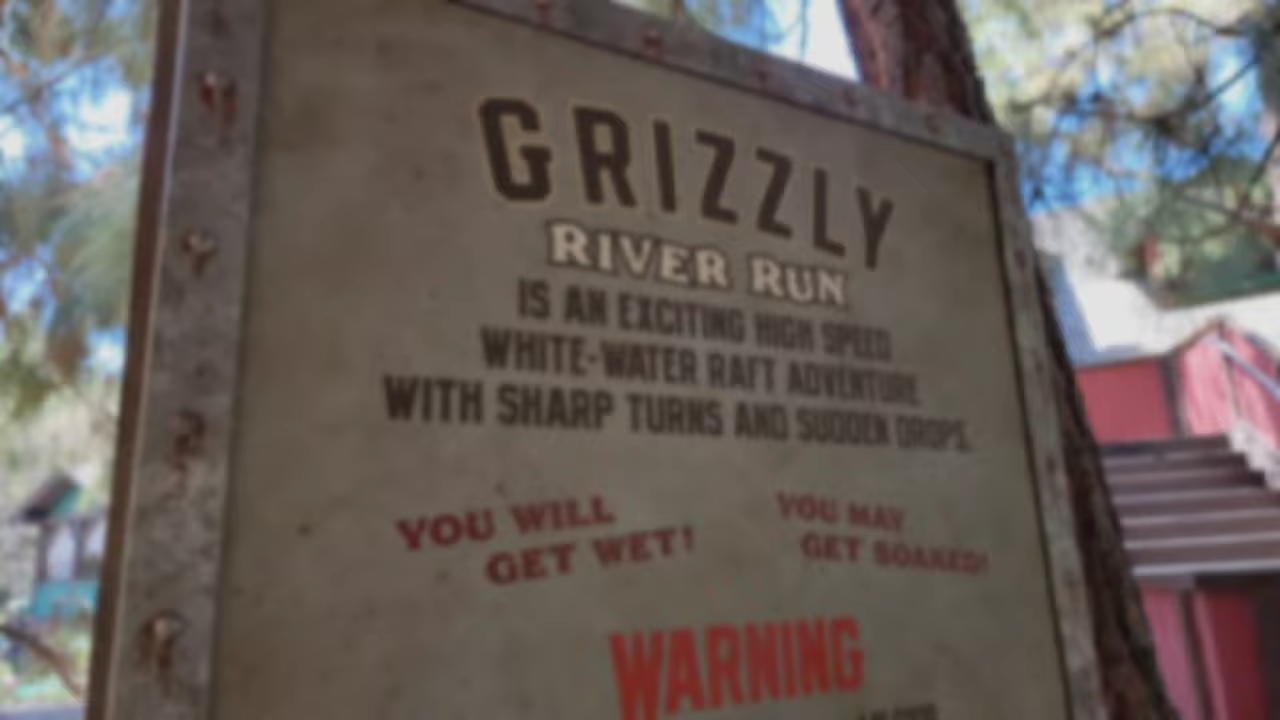 GRIZZLY
RIVER RUN
IS AN EXCITING HIGH SPEED
WHITE-WATER RAFT ADVENTURE
WITH SHARP TURNS AND SUDDEN DROPS.
YOU WILL
GET WET!
YOU MAY
GET SOAKED!
WARNING